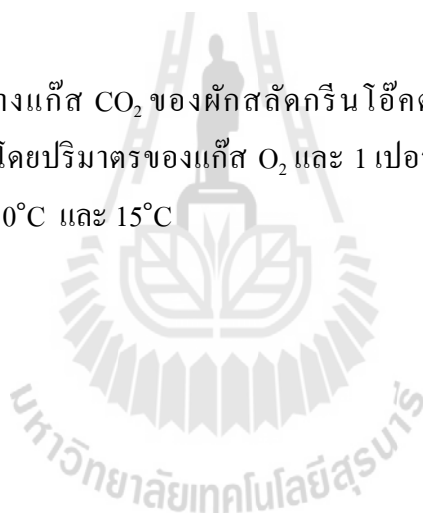 างแก๊ส CO₂ ของผักสลัดกรีนโอ๊ค
โดยปริมาตรของแก๊ส O₂ และ 1 เปอ
0°C และ 15°C
มหาวิทยาลัยเทคโนโลยีสุรนารี